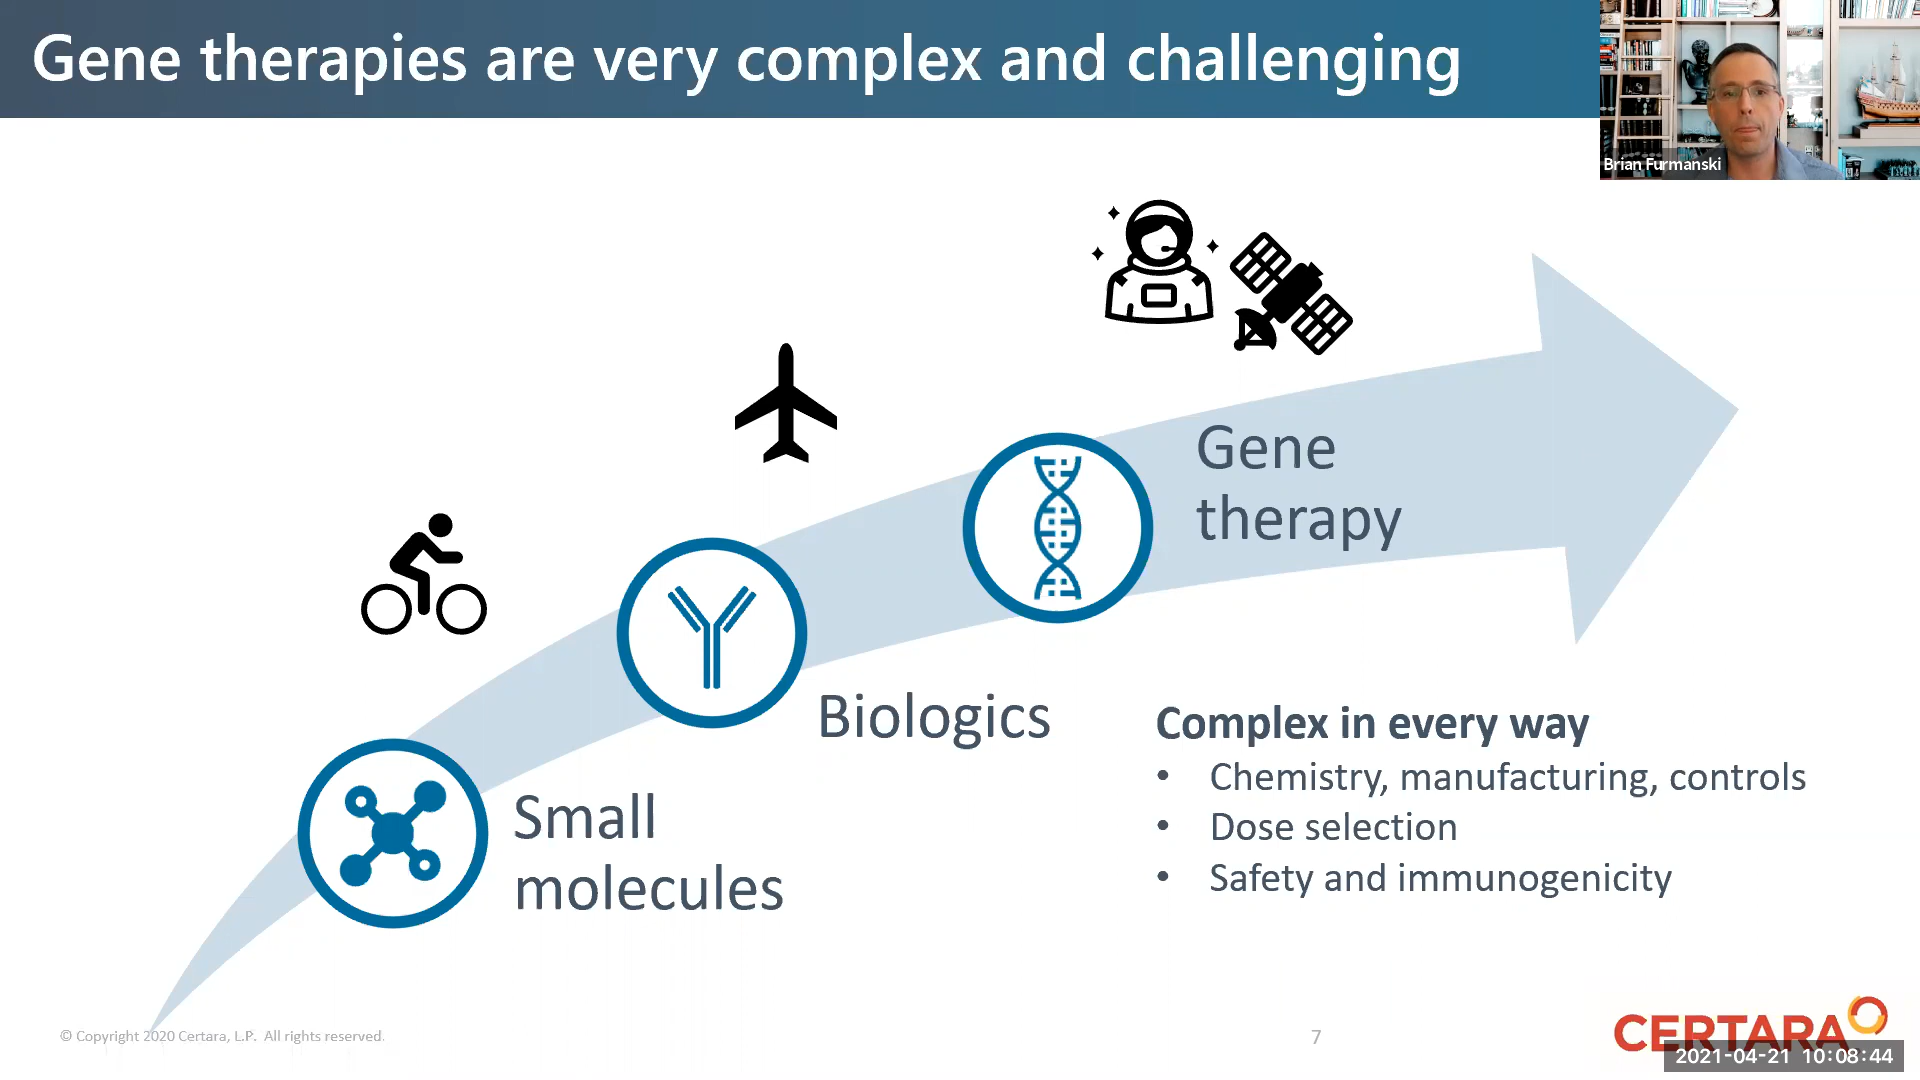 Gene therapies are very complex and challenging
Brian Furmanski
Gene
therapy
Biologics
Small
molecules
Complex in every way
• Chemistry, manufacturing, controls
• Dose selection
• Safety and immunogenicity
© Copyright 2020 Certara, L.P. All rights reserved.
7
CERTARA
2021-04-21 10:08:44